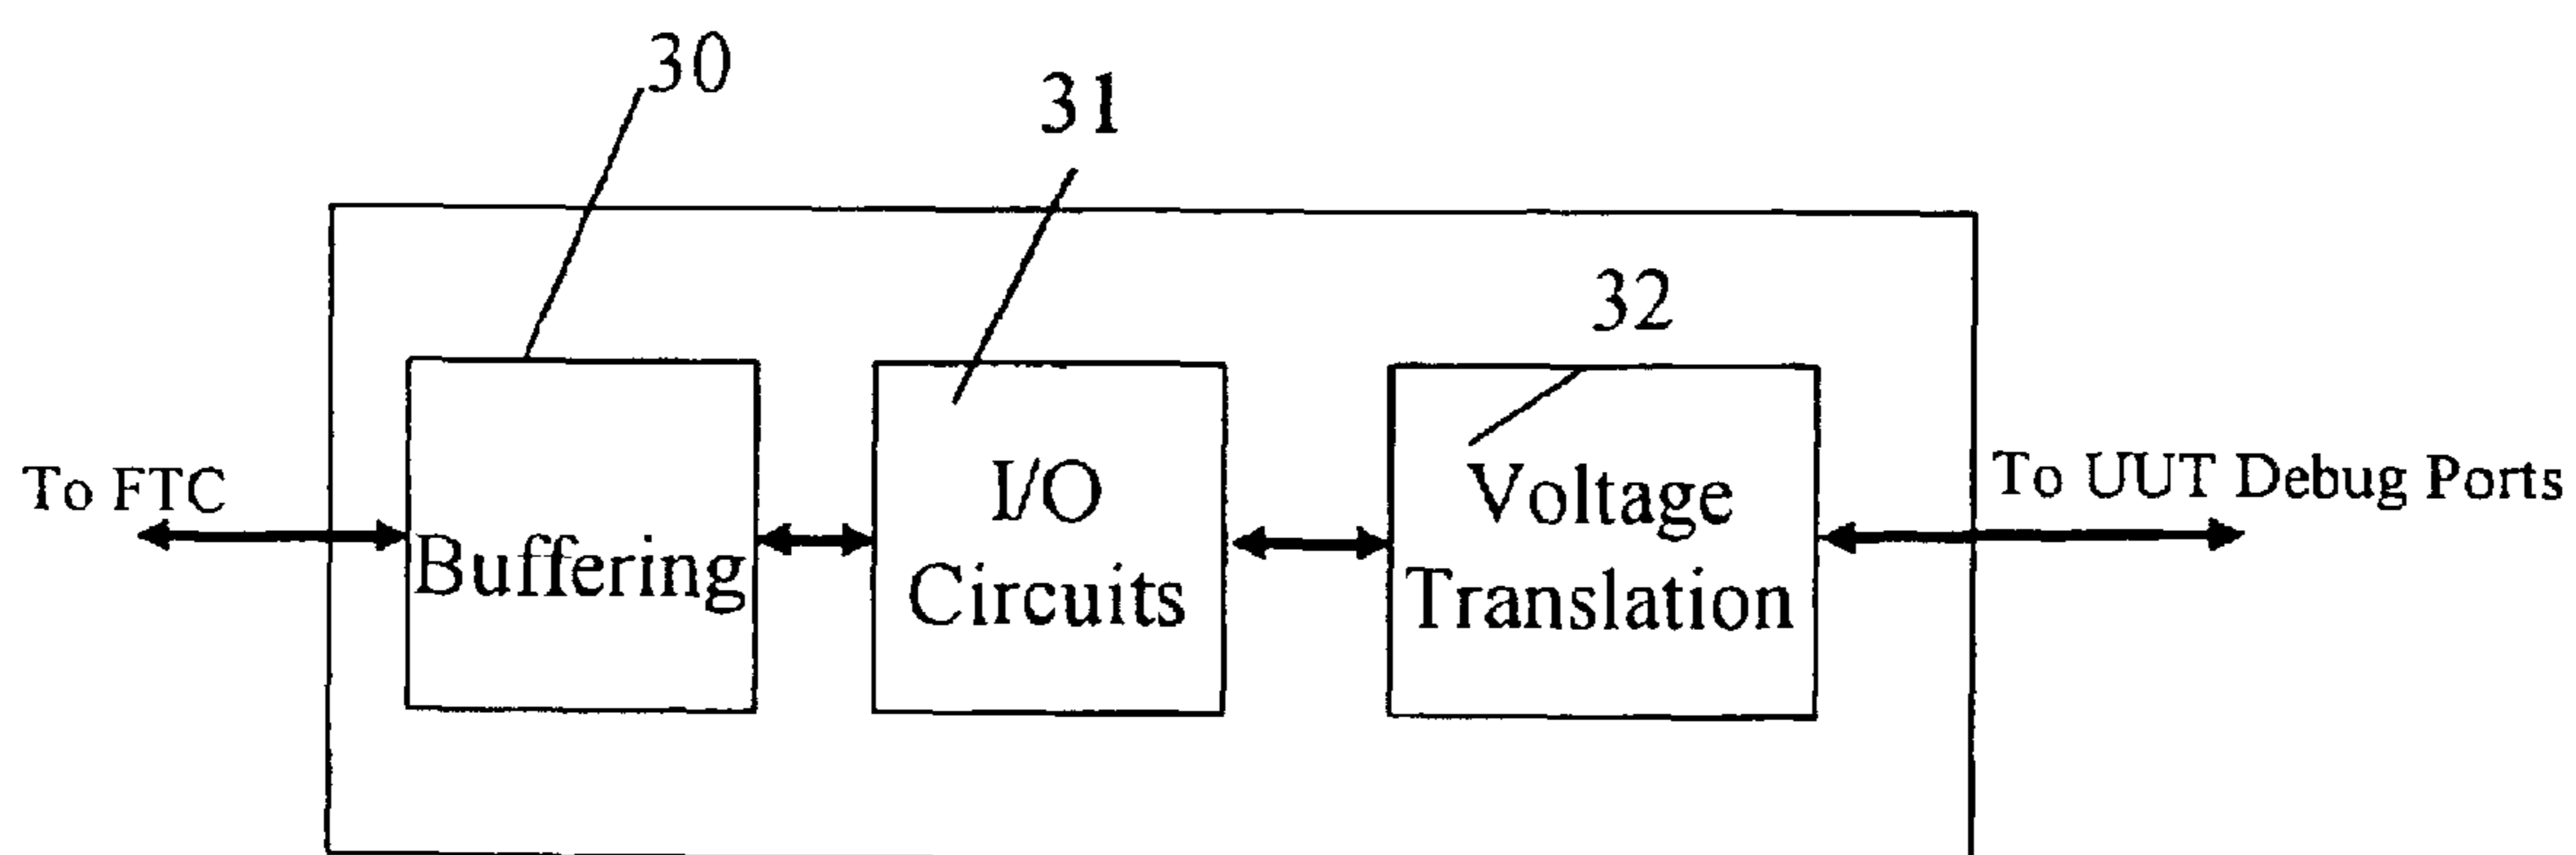 30
31
32
To FTC
Buffering
I/O
Circuits
Voltage
Translation
To UUT Debug Ports